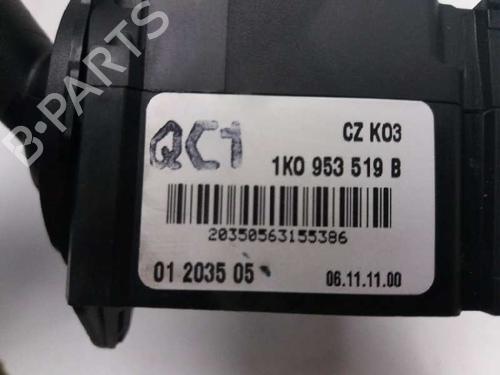 B-PARTS
QC1
CZ K03
1K0 953 519 B
20350563155386
01 2035 05
06.11.11.00